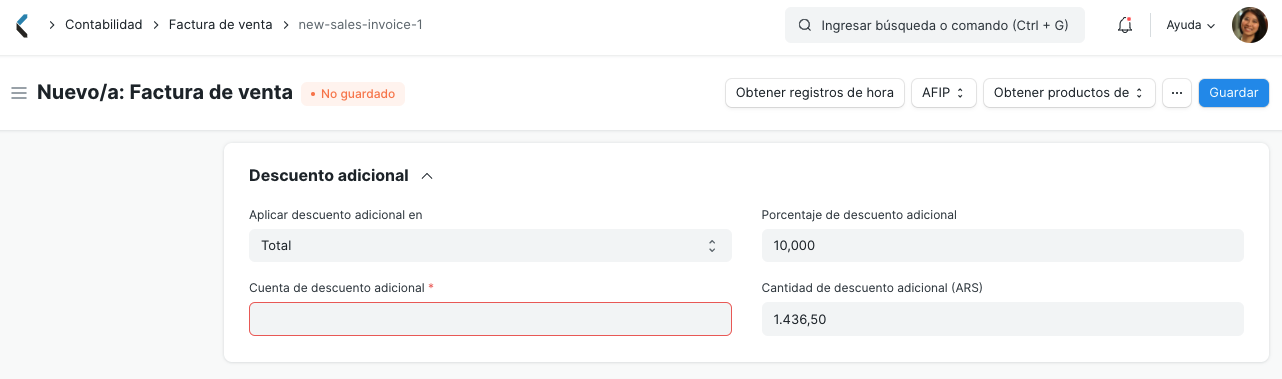 Contabilidad Factura de venta new-sales-invoice-1 Ingresar búsqueda o comando (Ctrl + G) Ayuda
Nuevo/a: Factura de venta • No guardado Obtener registros de hora AFIP Obtener productos de ··· Guardar
Descuento adicional
Aplicar descuento adicional en
Total
Porcentaje de descuento adicional
10,000
Cuenta de descuento adicional *
Cantidad de descuento adicional (ARS)
1.436,50